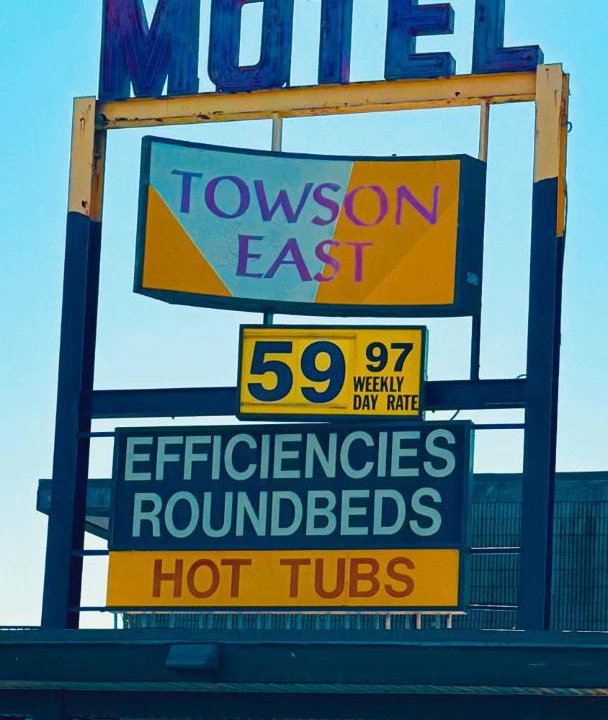 MOTEL
TOWSON
EAST
59 97
WEEKLY
DAY RATE
EFFICIENCIES
ROUNDBEDS
HOT TUBS